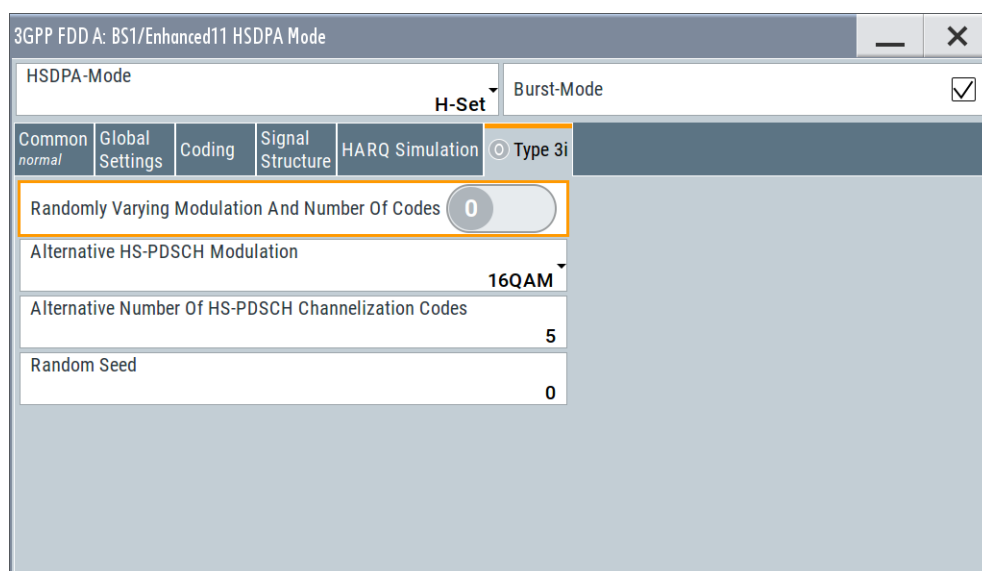 3GPP FDD A: BS1/Enhanced11 HSDPA Mode
HSDPA-Mode
H-Set
Burst-Mode
Common
normal
Global
Settings
Coding
Signal
Structure
HARQ Simulation
0 Type 3i
Randomly Varying Modulation And Number Of Codes 0
Alternative HS-PDSCH Modulation
16QAM
Alternative Number Of HS-PDSCH Channelization Codes
5
Random Seed
0